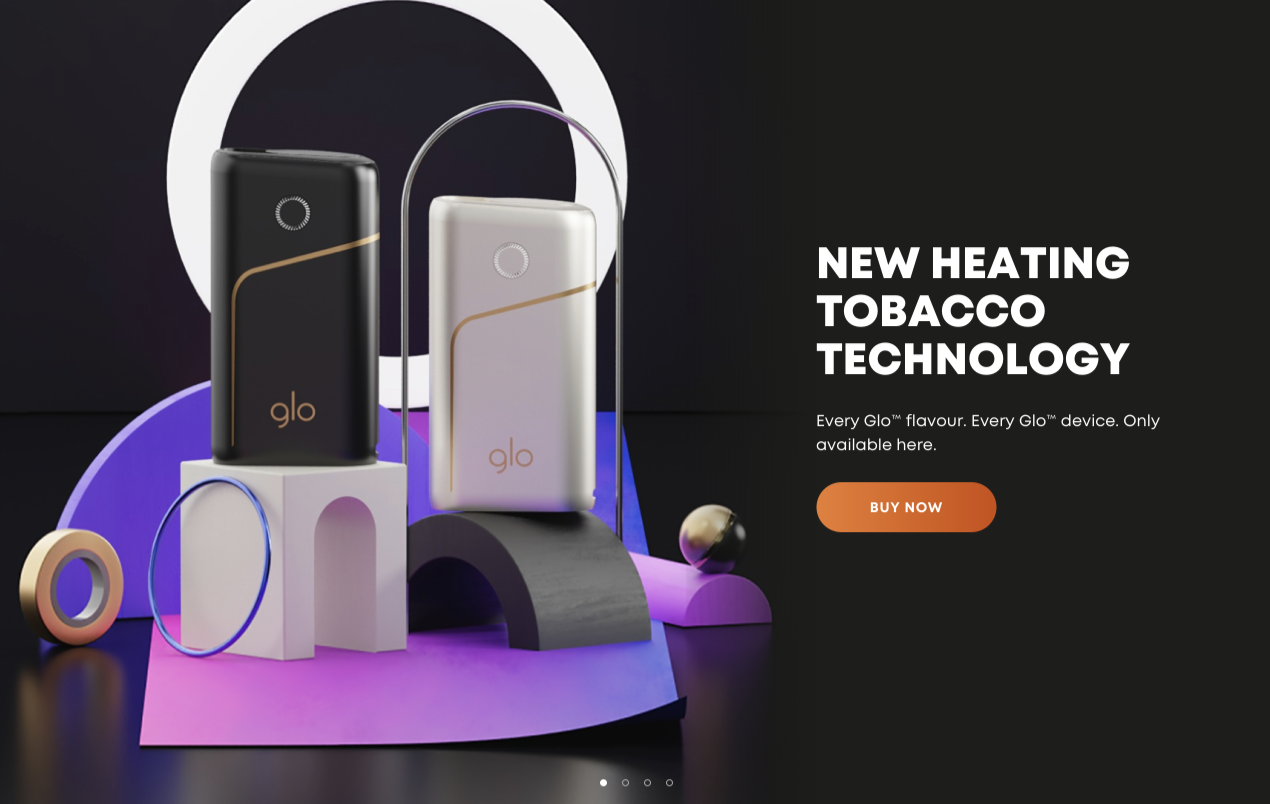 glo
glo
NEW HEATING
TOBACCO
TECHNOLOGY
Every Glo™ flavour. Every Glo™ device. Only
available here.
BUY NOW